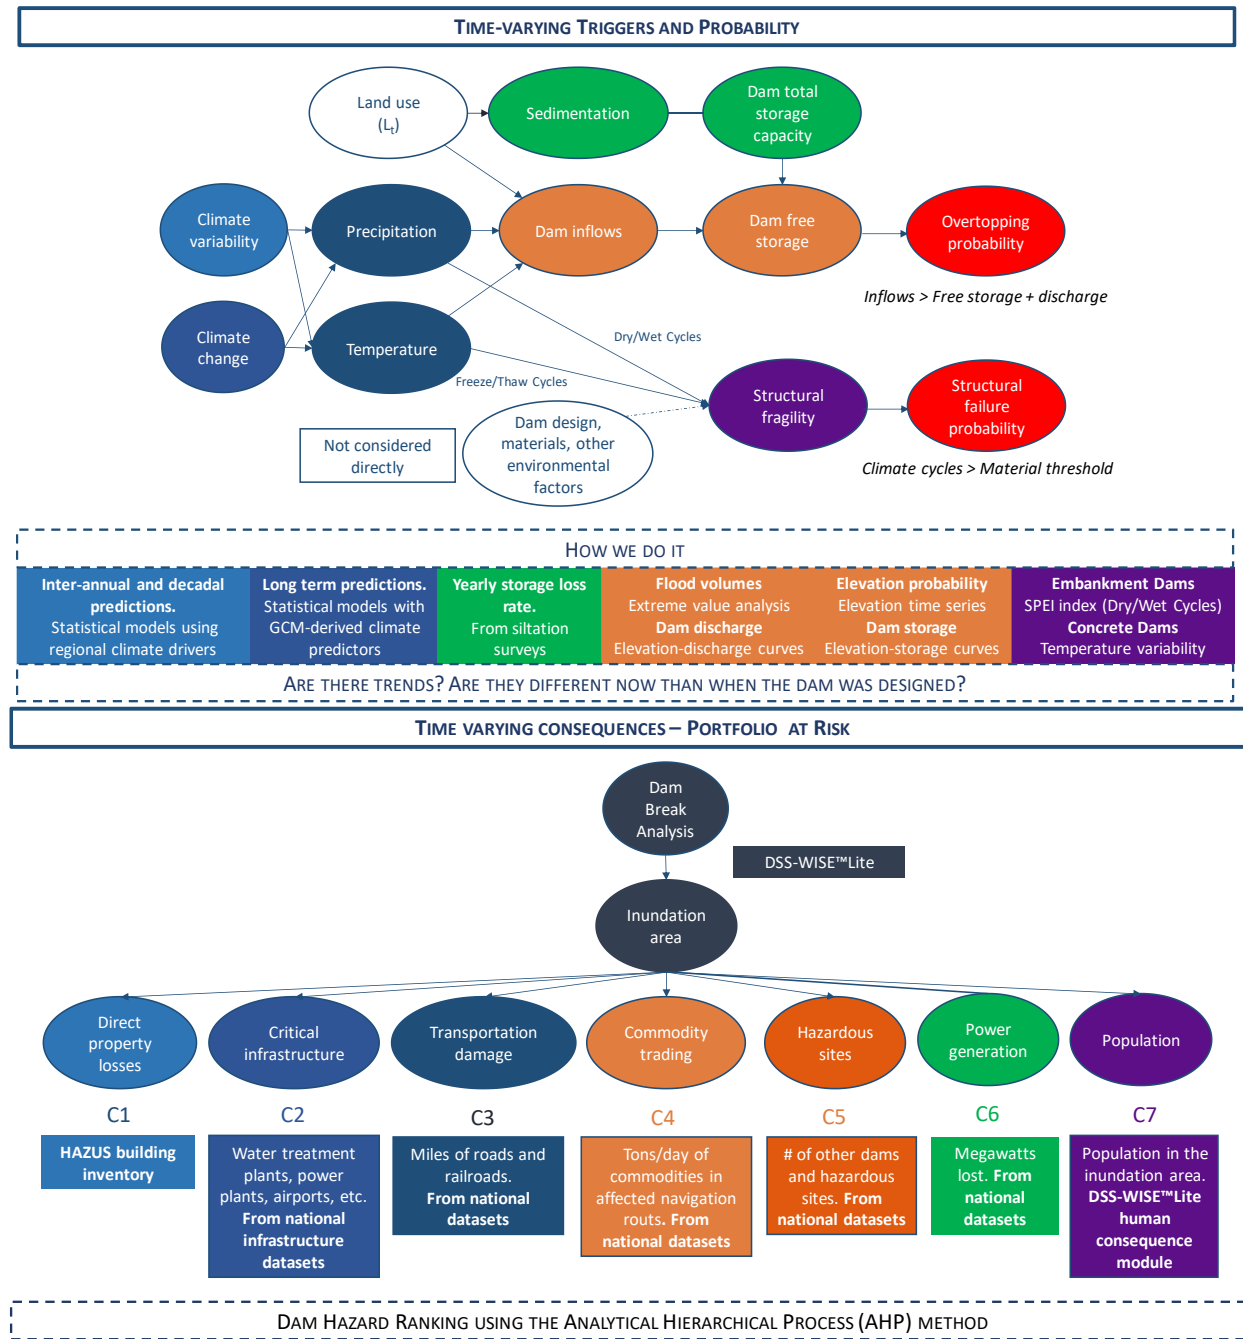 TIME-VARYING TRIGGERS AND PROBABILITY
Land use
(Lt)
Sedimentation
Dam total
storage
capacity
Climate
variability
Precipitation
Dam inflows
Dam free
storage
Overtopping
probability
Inflows > Free storage + discharge
Climate
change
Temperature
Dry/Wet Cycles
Freeze/Thaw Cycles
Structural
fragility
Structural
failure
probability
Climate cycles > Material threshold
Not considered
directly
Dam design,
materials, other
environmental
factors
HOW WE DO IT
Inter-annual and decadal
predictions.
Statistical models using
regional climate drivers
Long term predictions.
Statistical models with
GCM-derived climate
predictors
Yearly storage loss
rate.
From siltation
surveys
Flood volumes
Extreme value analysis
Dam discharge
Elevation-discharge curves
Elevation probability
Elevation time series
Dam storage
Elevation-storage curves
Embankment Dams
SPEI index (Dry/Wet Cycles)
Concrete Dams
Temperature variability
ARE THERE TRENDS? ARE THEY DIFFERENT NOW THAN WHEN THE DAM WAS DESIGNED?
TIME VARYING CONSEQUENCES – PORTFOLIO AT RISK
Dam
Break
Analysis
DSS-WISE™Lite
Inundation
area
Direct
property
losses
Critical
infrastructure
Transportation
damage
Commodity
trading
Hazardous
sites
Power
generation
Population
C1
C2
C3
C4
C5
C6
C7
HAZUS building
inventory
Water treatment
plants, power
plants, airports, etc.
From national
infrastructure
datasets
Miles of roads and
railroads.
From national
datasets
Tons/day of
commodities in
affected navigation
routs. From
national datasets
# of other dams
and hazardous
sites. From
national datasets
Megawatts
lost. From
national
datasets
Population in the
inundation area.
DSS-WISE™Lite
human
consequence
module
DAM HAZARD RANKING USING THE ANALYTICAL HIERARCHICAL PROCESS (AHP) METHOD